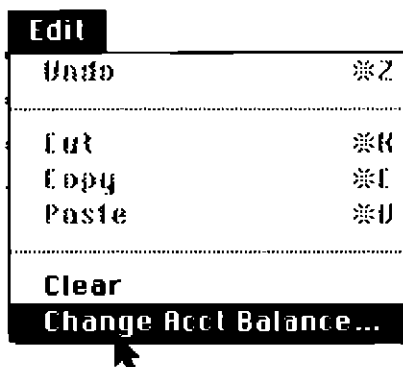 Edit
Undo ⌘Z
Cut ⌘X
Copy ⌘C
Paste ⌘V
Clear
Change Acct Balance...